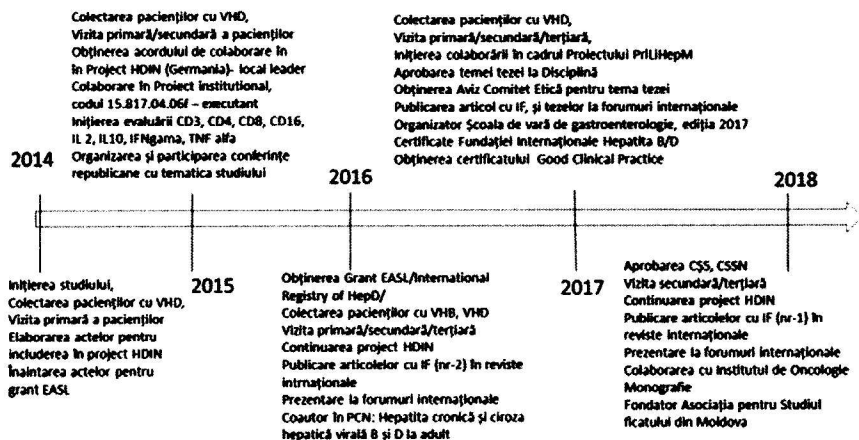 2014
Inițierea studiului,
Colectarea pacienților cu VHD,
Vizita primară a pacienților
Elaborarea actelor pentru
includerea în project HDIN
Înaintarea actelor pentru
grant EASL
Colectarea pacienților cu VHD,
Vizita primară/secundară a pacienților
Obținerea acordului de colaborare în
în Project HDIN (Germania)- local leader
Colaborare în Proiect instituțional,
codul 15.817.04.06f – executant
Inițierea evaluării CD3, CD4, CD8, CD16,
IL 2, IL10, IFNgama, TNF alfa
Organizarea și participarea conferințe
republicane cu tematica studiului
2015
2016
Obținerea Grant EASL/International
Registry of HepD/
Colectarea pacienților cu VHB, VHD
Vizita primară/secundară/terțiară
Continuarea project HDIN
Publicare articolelor cu IF (nr-2) în reviste
intrnaționale
Prezentare la forumuri internaționale
Coautor în PCN: Hepatita cronică și ciroza
hepatică virală B și D la adult
Colectarea pacienților cu VHD,
Vizita primară/secundară/terțiară,
Inițierea colaborării în cadrul Proiectului PriLiHepM
Aprobarea temei tezei la Disciplină
Obținerea Aviz Comitet Etică pentru tema tezei
Publicarea articol cu IF, și tezelor la forumuri internaționale
Organizator Școala de vară de gastroenterologie, ediția 2017
Certificate Fundației Internaționale Hepatita B/D
Obținerea certificatului Good Clinical Practice
2017
2018
Aprobarea CȘS, CSSN
Vizita secundară/terțiară
Continuarea project HDIN
Publicare articolelor cu IF (nr-1) în
reviste internaționale
Prezentare la forumuri internaționale
Colaborarea cu Institutul de Oncologie
Monografie
Fondator Asociația pentru Studiul
ficatului din Moldova